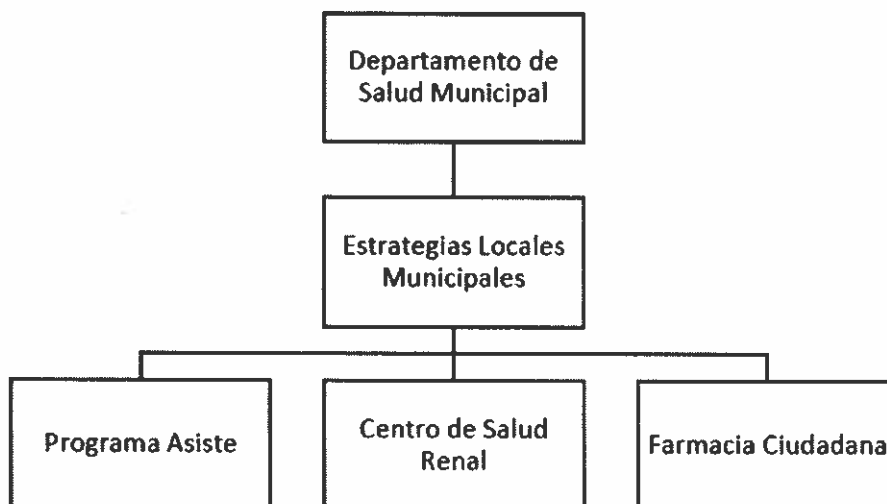 Departamento de
Salud Municipal
Estrategias Locales
Municipales
Programa Asiste
Centro de Salud
Renal
Farmacia Ciudadana